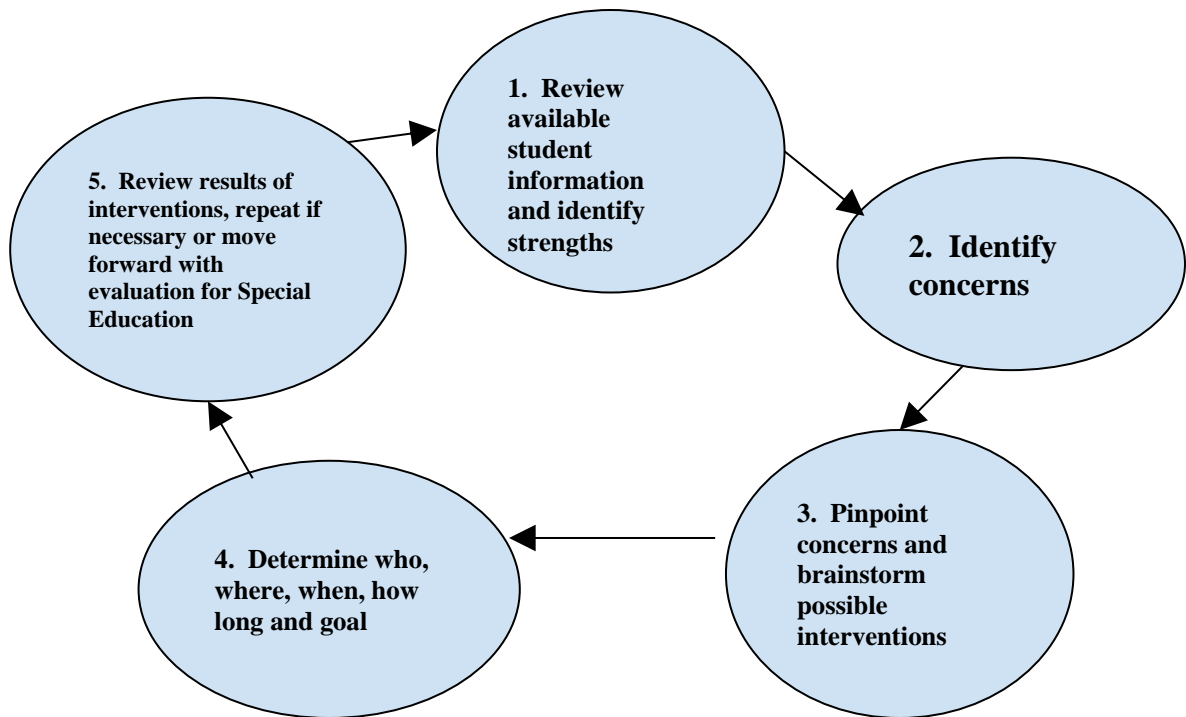 1. Review
available
student
information
and identify
strengths
2. Identify
concerns
3. Pinpoint
concerns and
brainstorm
possible
interventions
4. Determine who,
where, when, how
long and goal
5. Review results of
interventions, repeat if
necessary or move
forward with
evaluation for Special
Education